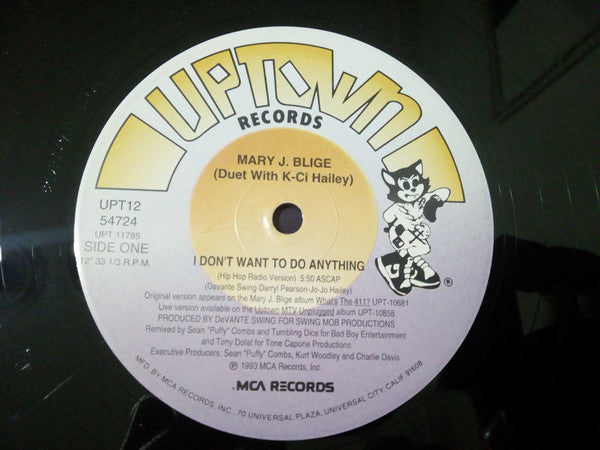 UPTOWN
RECORDS
MARY J. BLIGE
(Duet With K-Ci Hailey)
UPT12
54724
UPT 11785
SIDE ONE
12" 33 1/3 R.P.M.
I DON'T WANT TO DO ANYTHING
(Hip Hop Radio Version) 5:50 ASCAP
(Devante Swing-Darryl Pearson-Jo-Jo Hailey)
Original version appears on the Mary J. Blige album What's The 411? UPT-10681
Live version available on the Uptown MTV Unplugged album UPT-10858
PRODUCED BY DeVANTE SWING FOR SWING MOB PRODUCTIONS
Remixed by Sean "Puffy" Combs and Tumbling Dice for Bad Boy Entertainment
and Tony Dofat for Tone Capone Productions
Executive Producers: Sean "Puffy" Combs, Kurt Woodley and Charlie Davis
℗ 1993 MCA Records, Inc.
®
.MCA RECORDS
MFD. BY MCA RECORDS, INC., 70 UNIVERSAL PLAZA, UNIVERSAL CITY, CALIF. 91608